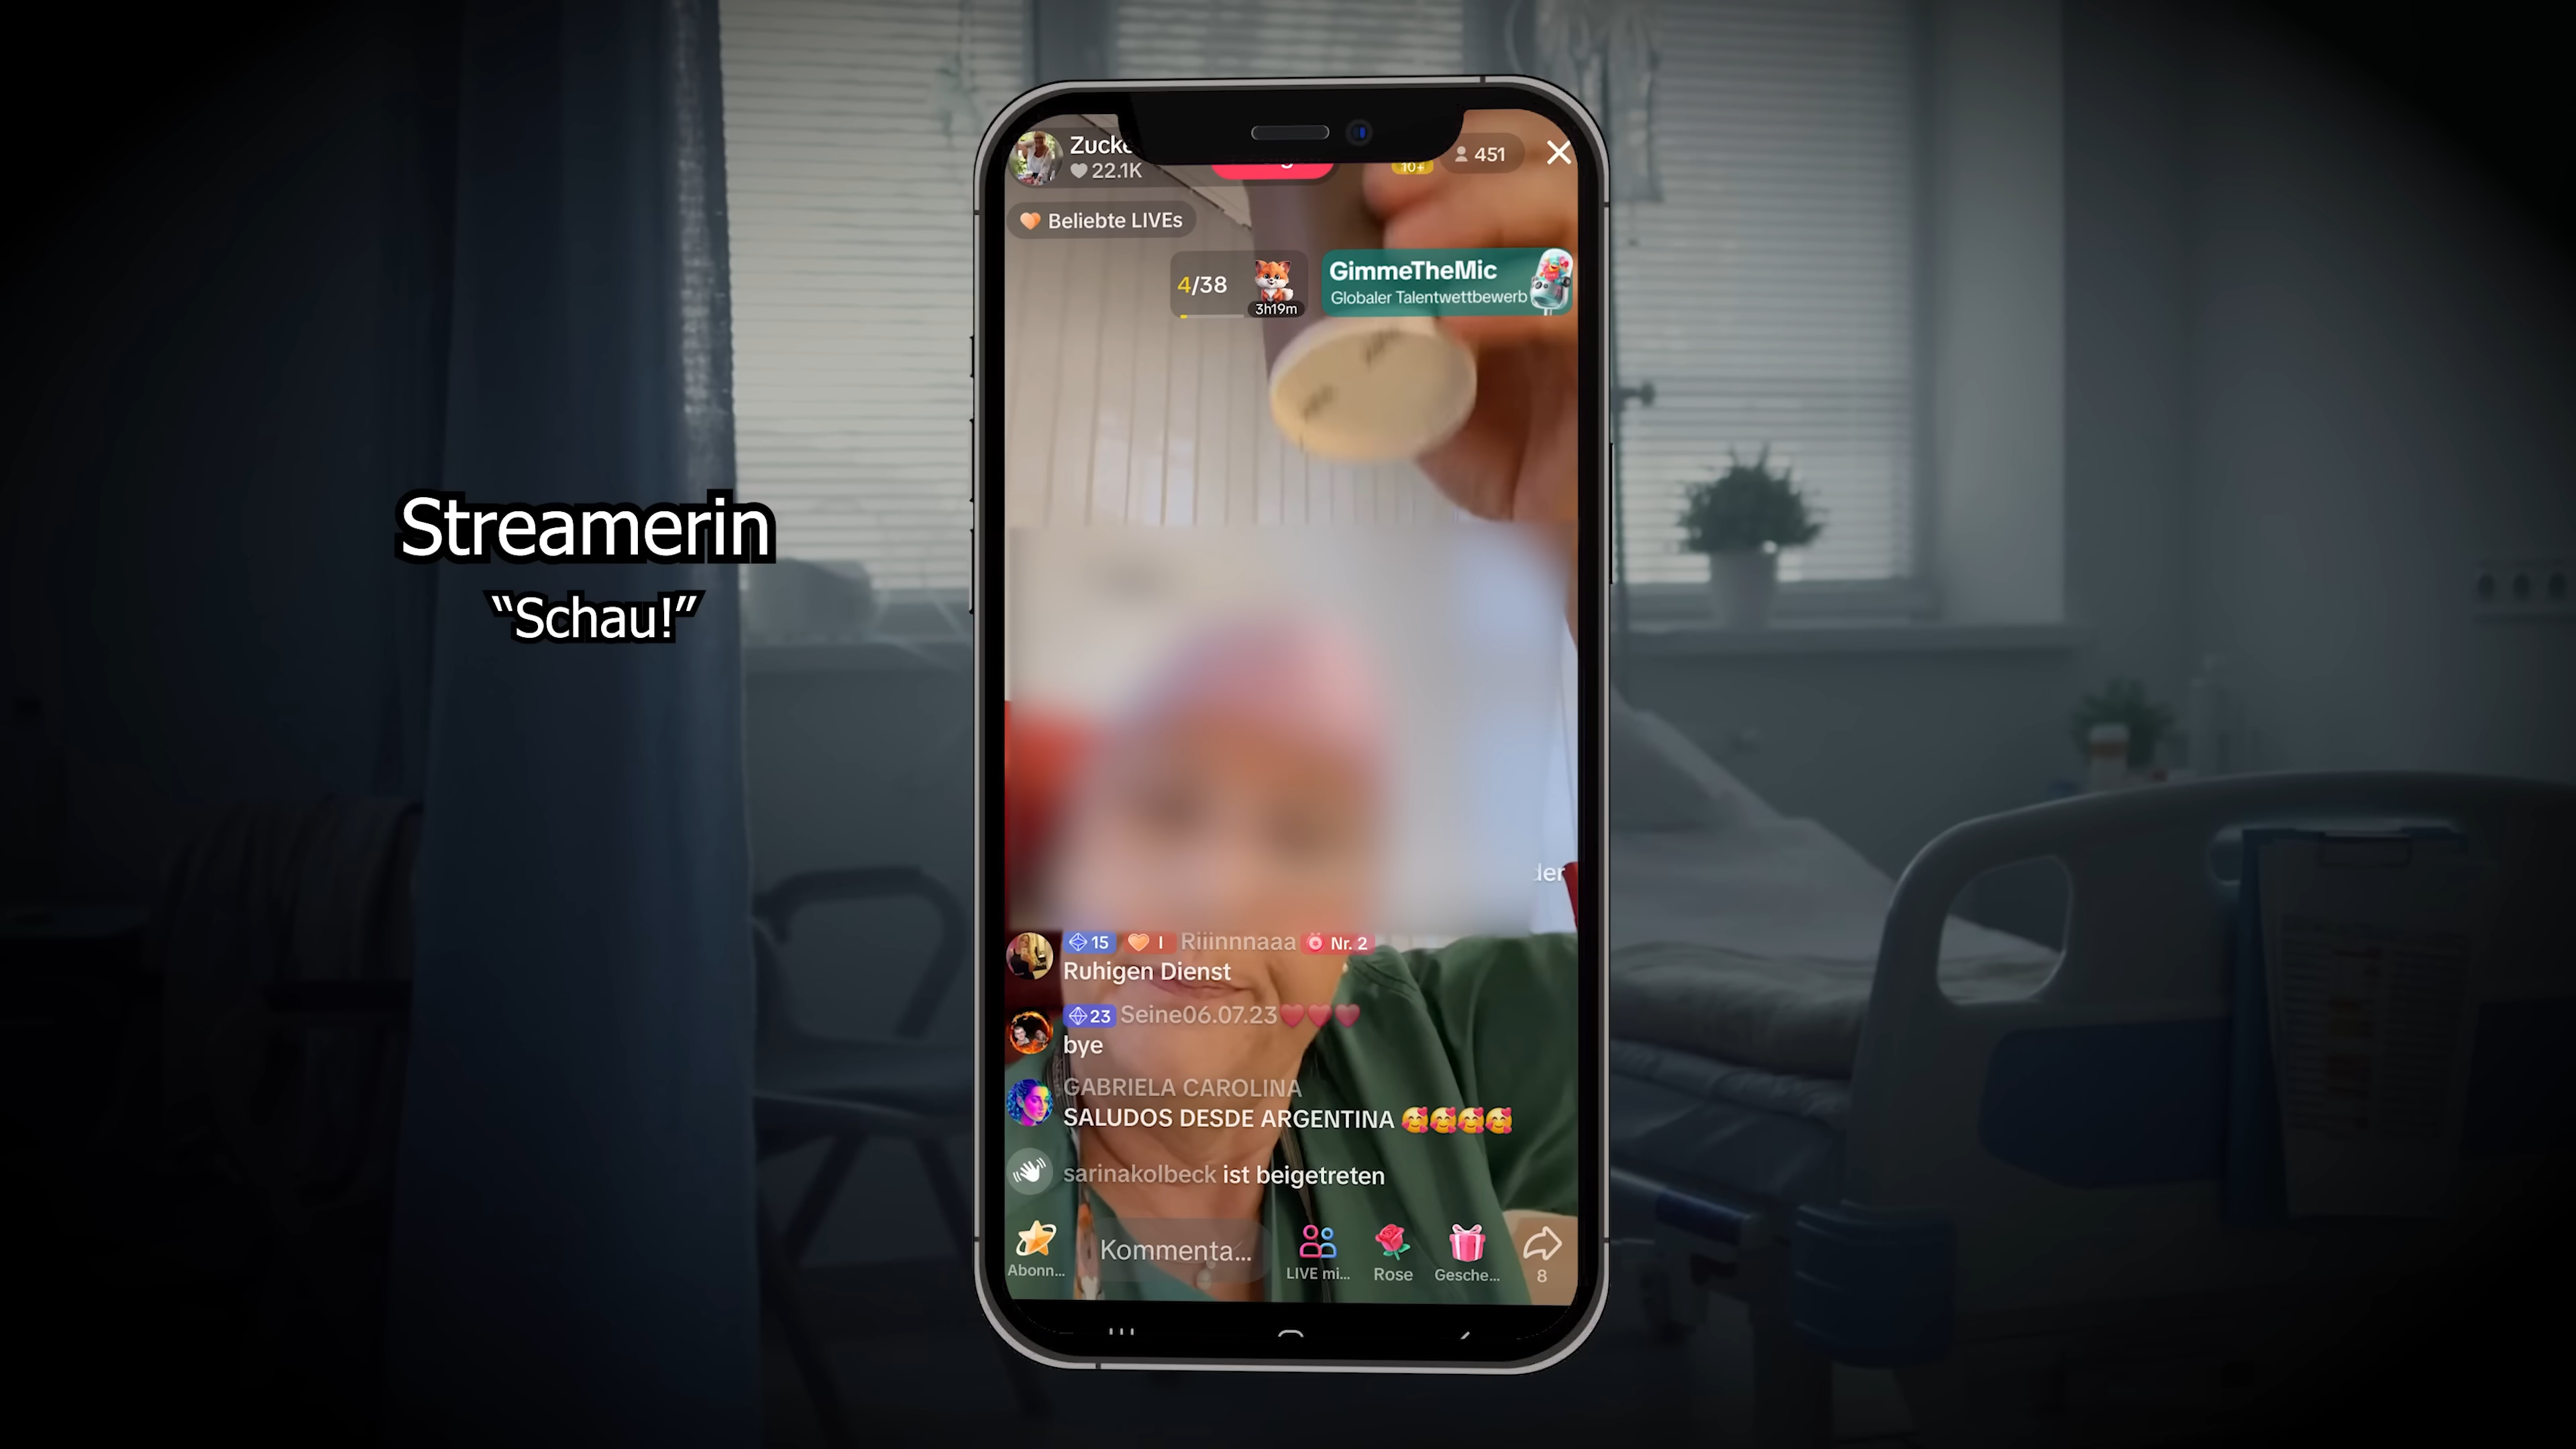 Streamerin
“Schau!”
Zucke
22.1K
10+
451
Beliebte LIVEs
4/38
3h19m
GimmeTheMic
Globaler Talentwettbewerb
der
15 I Riiinnnaaa Nr. 2
Ruhigen Dienst
23 Seine06.07.23❤️❤️❤️
bye
GABRIELA CAROLINA
SALUDOS DESDE ARGENTINA 🥰🥰🥰🥰
sarinakolbeck ist beigetreten
Abonn...
Kommenta...
LIVE mi...
Rose
Gesche...
8